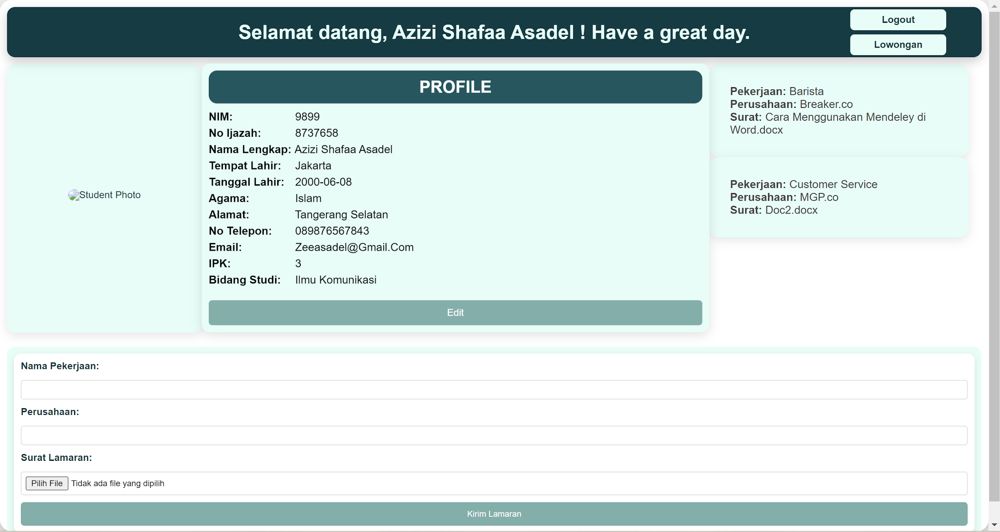 Selamat datang, Azizi Shafaa Asadel ! Have a great day.
Logout
Lowongan
Student Photo
PROFILE
NIM: 9899
No Ijazah: 8737658
Nama Lengkap: Azizi Shafaa Asadel
Tempat Lahir: Jakarta
Tanggal Lahir: 2000-06-08
Agama: Islam
Alamat: Tangerang Selatan
No Telepon: 089876567843
Email: Zeeasadel@Gmail.Com
IPK: 3
Bidang Studi: Ilmu Komunikasi
Edit
Pekerjaan: Barista
Perusahaan: Breaker.co
Surat: Cara Menggunakan Mendeley di
Word.docx
Pekerjaan: Customer Service
Perusahaan: MGP.co
Surat: Doc2.docx
Nama Pekerjaan:
Perusahaan:
Surat Lamaran:
Pilih File Tidak ada file yang dipilih
Kirim Lamaran